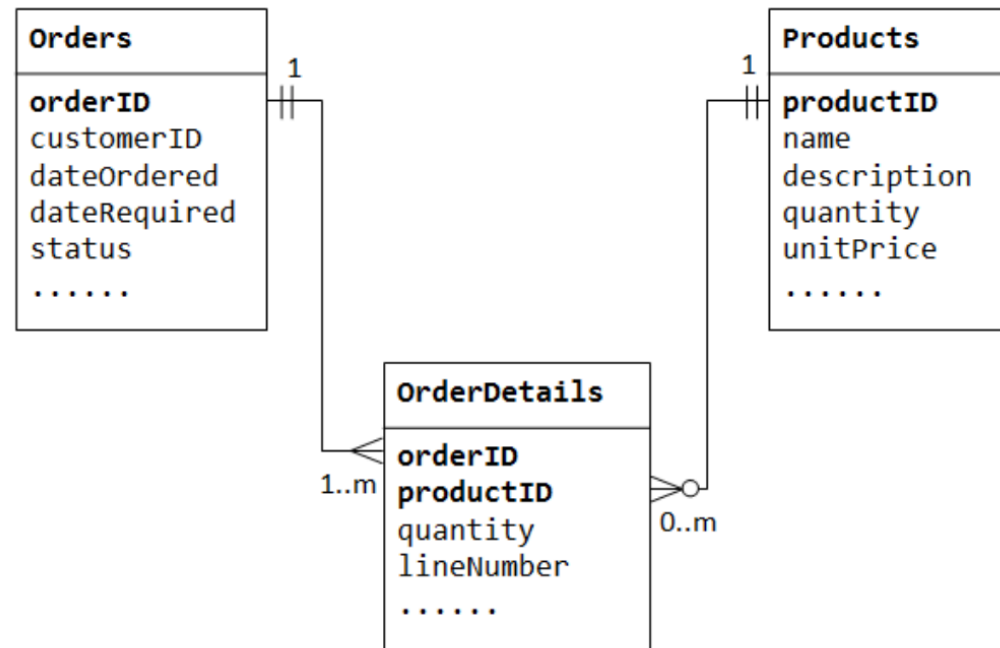 Orders
1
orderID
customerID
dateOrdered
dateRequired
status
......
Products
1
productID
name
description
quantity
unitPrice
......
OrderDetails
orderID
productID
quantity
lineNumber
......
1..m
0..m